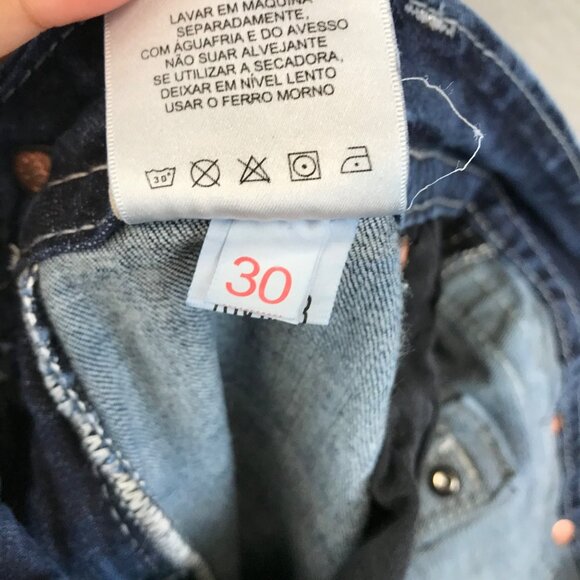 LAVAR EM MÁQUINA
SEPARADAMENTE,
COM ÁGUAFRIA E DO AVESSO
NÃO SUAR ALVEJANTE
SE UTILIZAR A SECADORA,
DEIXAR EM NÍVEL LENTO
USAR O FERRO MORNO
30°
30